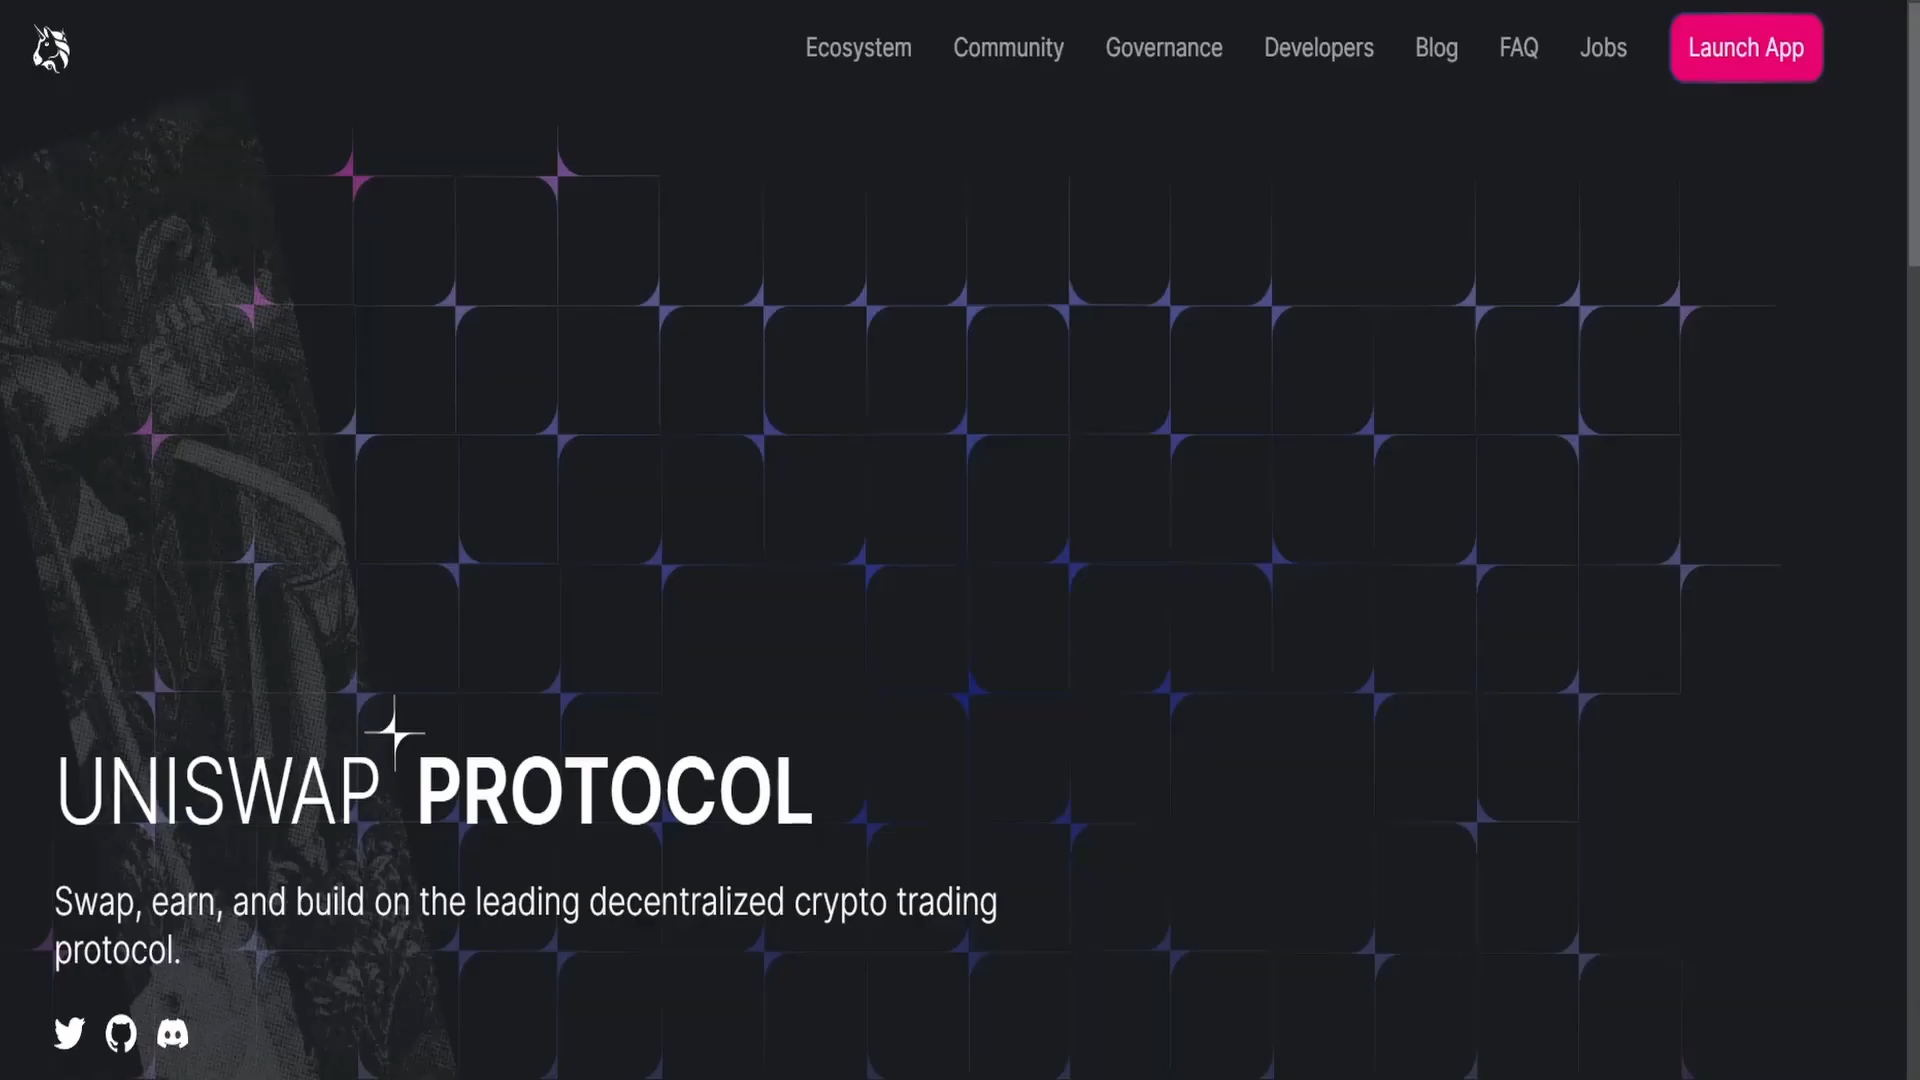 Ecosystem Community Governance Developers Blog FAQ Jobs Launch App
UNISWAP PROTOCOL
Swap, earn, and build on the leading decentralized crypto trading
protocol.